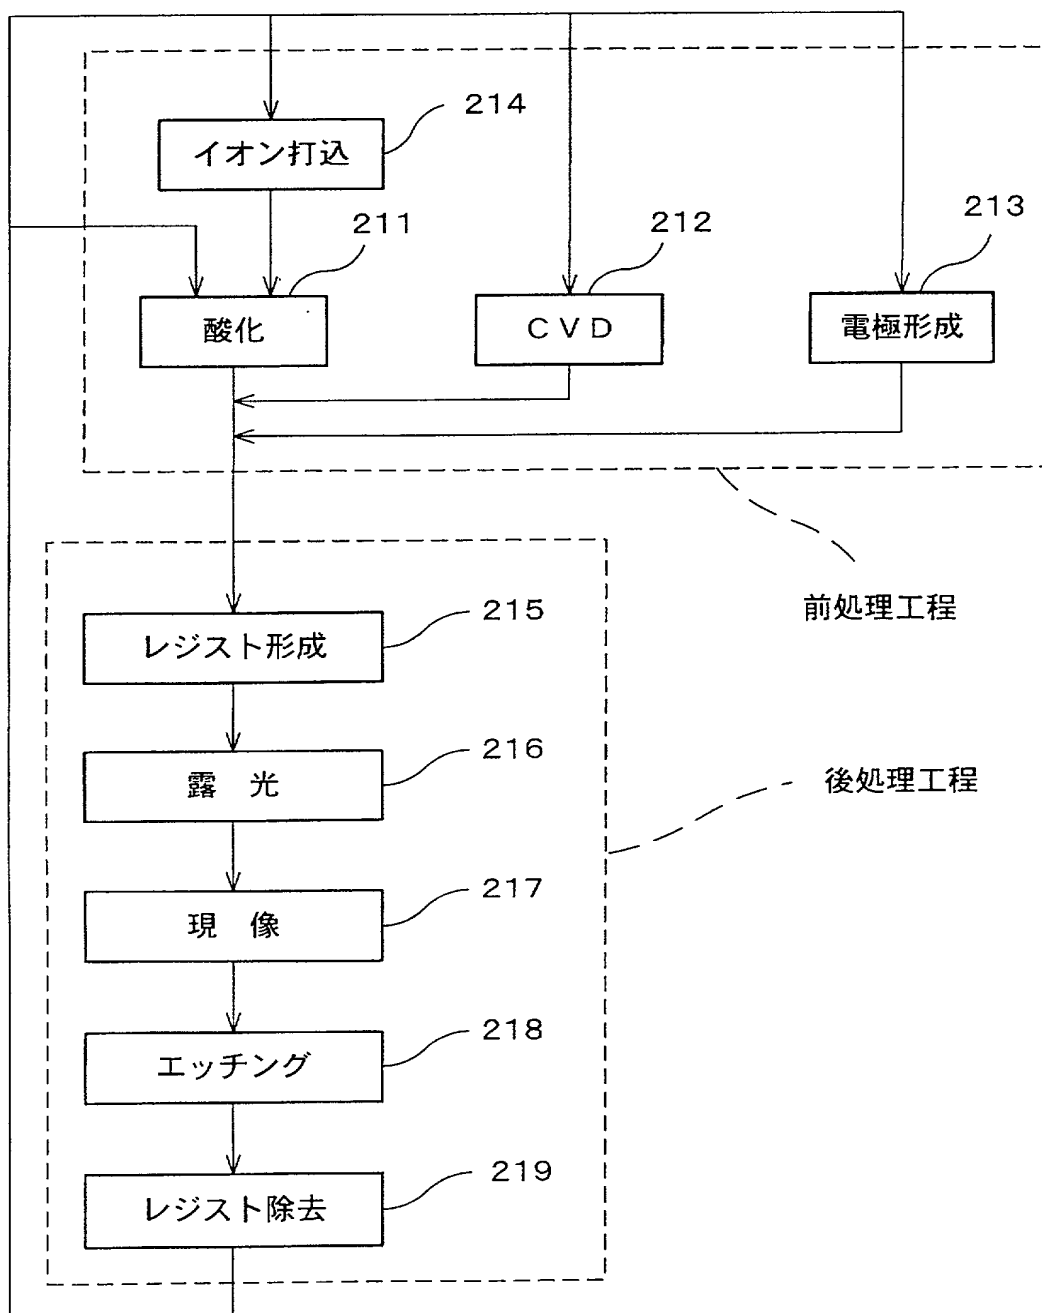 214
イオン打込
211
212
213
酸化
CVD
電極形成
前処理工程
215
レジスト形成
216
露 光
後処理工程
217
現 像
218
エッチング
219
レジスト除去